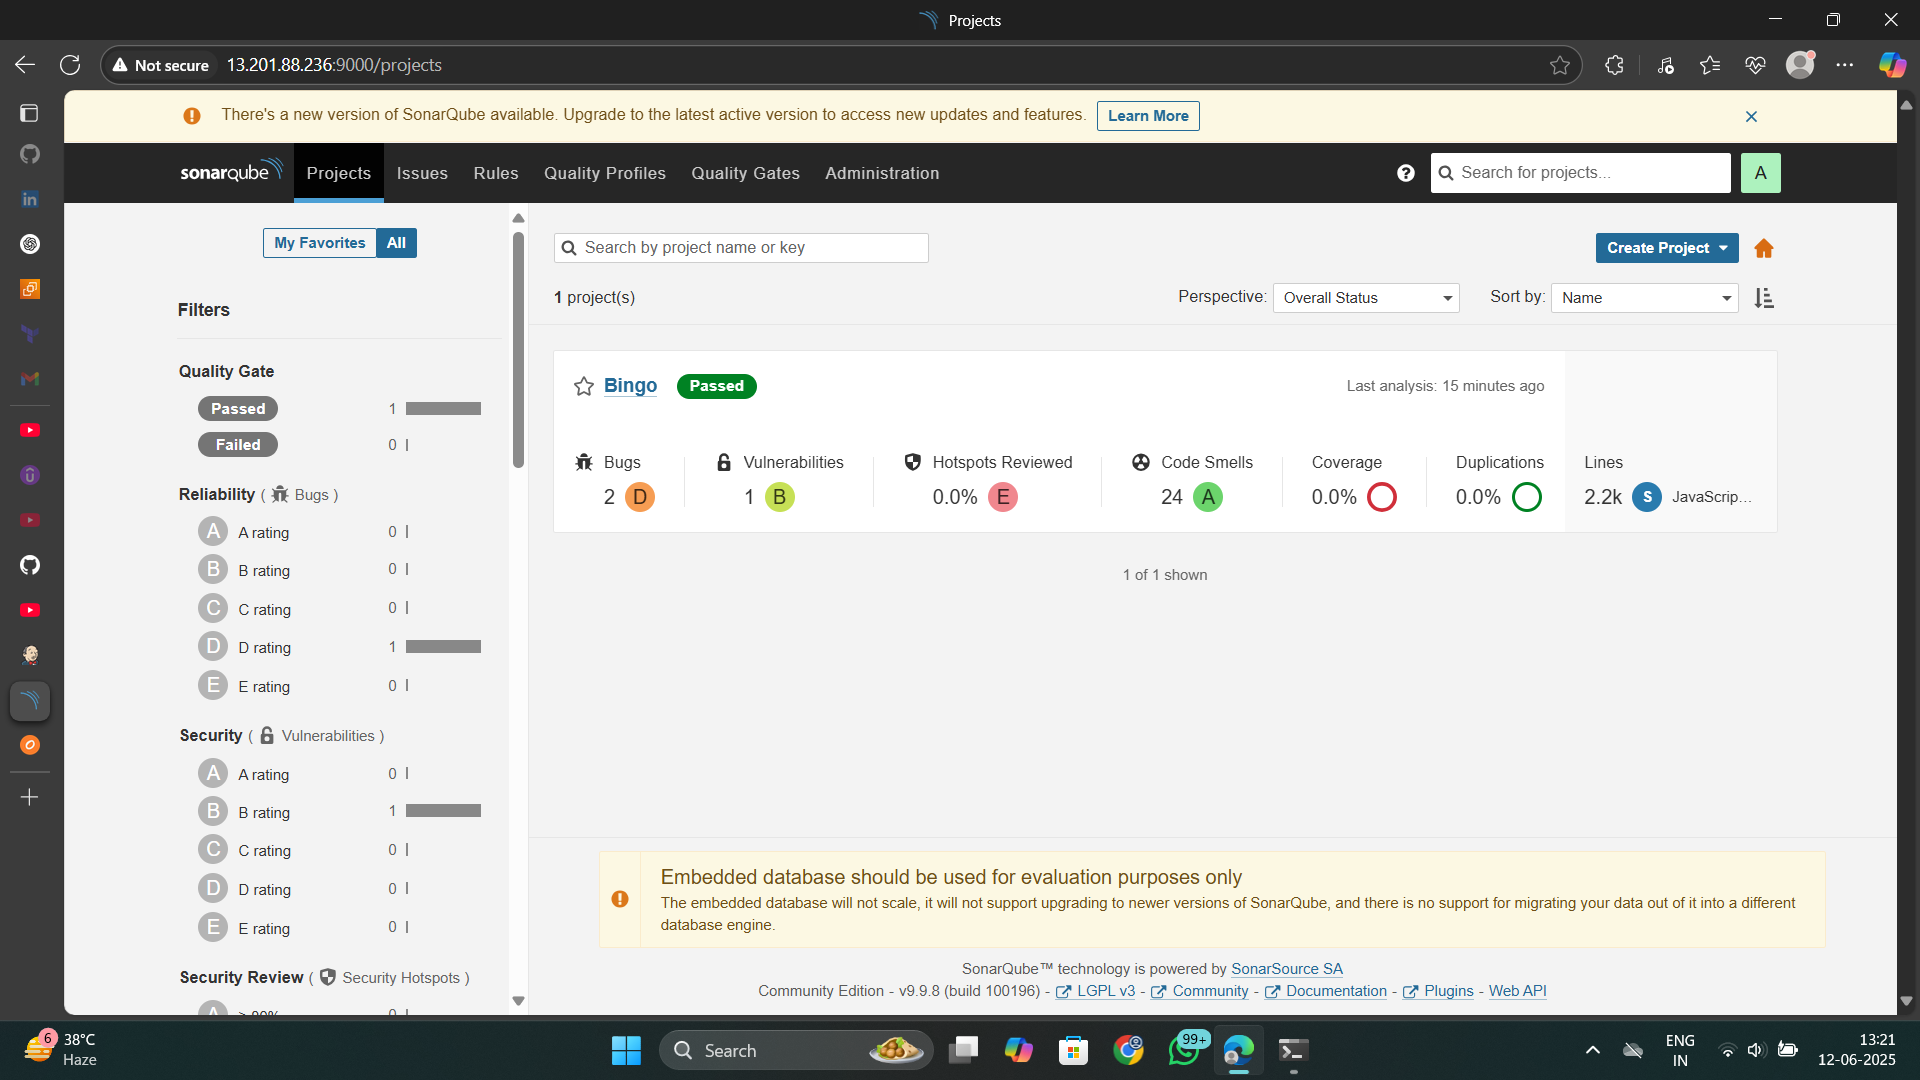 Projects
Not secure
13.201.88.236:9000/projects
There's a new version of SonarQube available. Upgrade to the latest active version to access new updates and features.
Learn More
sonarqube
Projects
Issues
Rules
Quality Profiles
Quality Gates
Administration
Search for projects...
A
My Favorites
All
Search by project name or key
Create Project
1 project(s)
Perspective:
Overall Status
Sort by:
Name
Filters
Quality Gate
Passed
1
Failed
0
Reliability ( Bugs )
A
A rating
0
B
B rating
0
C
C rating
0
D
D rating
1
E
E rating
0
Security ( Vulnerabilities )
A
A rating
0
B
B rating
1
C
C rating
0
D
D rating
0
E
E rating
0
Security Review ( Security Hotspots )
Bingo
Passed
Last analysis: 15 minutes ago
Bugs
2
D
Vulnerabilities
1
B
Hotspots Reviewed
0.0%
E
Code Smells
24
A
Coverage
0.0%
Duplications
0.0%
Lines
2.2k
S
JavaScrip...
1 of 1 shown
Embedded database should be used for evaluation purposes only
The embedded database will not scale, it will not support upgrading to newer versions of SonarQube, and there is no support for migrating your data out of it into a different
database engine.
SonarQube™ technology is powered by SonarSource SA
Community Edition - v9.9.8 (build 100196) - LGPL v3 - Community - Documentation - Plugins - Web API
6
38°C
Haze
Search
99+
ENG
IN
13:21
12-06-2025